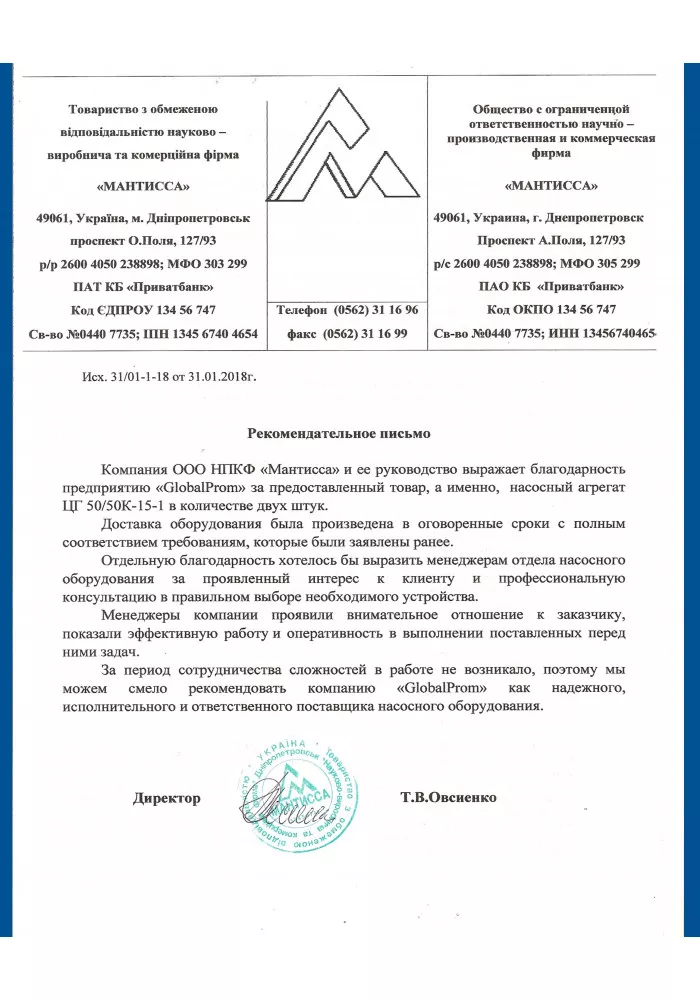 Товариство з обмеженою
відповідальністю науково –
виробнича та комерційна фірма
«МАНТИССА»
49061, Україна, м. Дніпропетровськ
проспект О.Поля, 127/93
р/р 2600 4050 238898; МФО 303 299
ПАТ КБ «Приватбанк»
Код ЄДПРОУ 134 56 747
Св-во №0440 7735; ІПН 1345 6740 4654
Телефон (0562) 31 16 96
факс (0562) 31 16 99
Общество с ограниченной
ответственностью научно –
производственная и коммерческая
фирма
«МАНТИССА»
49061, Украина, г. Днепропетровск
Проспект А.Поля, 127/93
р/с 2600 4050 238898; МФО 305 299
ПАО КБ «Приватбанк»
Код ОКПО 134 56 747
Св-во №0440 7735; ИНН 13456740465
Исх. 31/01-1-18 от 31.01.2018г.
Рекомендательное письмо
Компания ООО НПКФ «Мантисса» и ее руководство выражает благодарность
предприятию «GlobalProm» за предоставленный товар, а именно, насосный агрегат
ЦГ 50/50К-15-1 в количестве двух штук.
Доставка оборудования была произведена в оговоренные сроки с полным
соответствием требованиям, которые были заявлены ранее.
Отдельную благодарность хотелось бы выразить менеджерам отдела насосного
оборудования за проявленный интерес к клиенту и профессиональную
консультацию в правильном выборе необходимого устройства.
Менеджеры компании проявили внимательное отношение к заказчику,
показали эффективную работу и оперативность в выполнении поставленных перед
ними задач.
За период сотрудничества сложностей в работе не возникало, поэтому мы
можем смело рекомендовать компанию «GlobalProm» как надежного,
исполнительного и ответственного поставщика насосного оборудования.
Директор
Т.В.Овсиенко
УКРАЇНА * Товариство з обмеженою відповідальністю
Дніпропетровськ
МАНТИССА